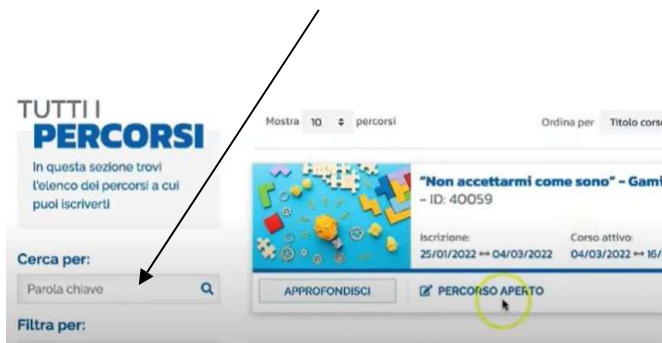 TUTTI I
PERCORSI
In questa sezione trovi
l'elenco dei percorsi a cui
puoi iscriverti
Cerca per:
Parola chiave
Filtra per:
Mostra 10 percorsi
Ordina per Titolo corso
"Non accettarmi come sono" – Gami
– ID: 40059
Iscrizione: Corso attivo:
25/01/2022 ↔ 04/03/2022 04/03/2022 ↔ 16/
APPROFONDISCI PERCORSO APERTO